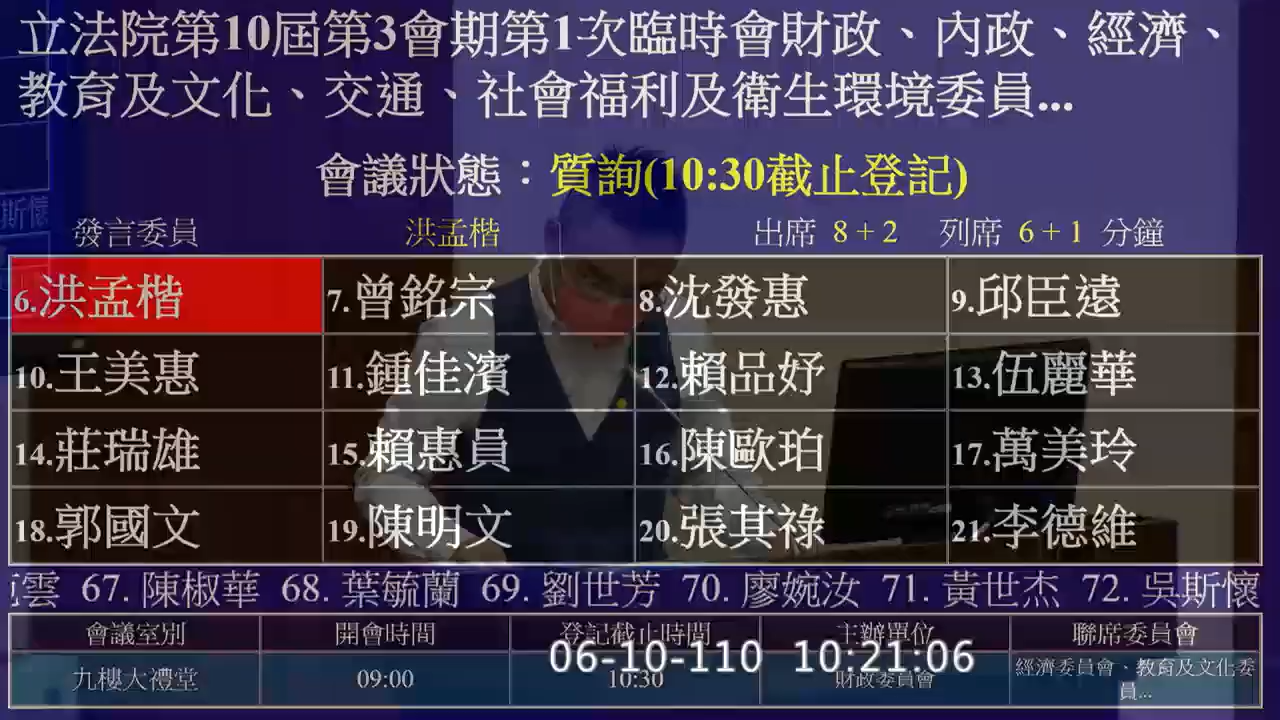 立法院第10屆第3會期第1次臨時會財政、內政、經濟、
教育及文化、交通、社會福利及衛生環境委員...
會議狀態：質詢(10:30截止登記)
發言委員 洪孟楷 出席 8 + 2 列席 6 + 1 分鐘
6.洪孟楷 7.曾銘宗 8.沈發惠 9.邱臣遠
10.王美惠 11.鍾佳濱 12.賴品妤 13.伍麗華
14.莊瑞雄 15.賴惠員 16.陳歐珀 17.萬美玲
18.郭國文 19.陳明文 20.張其祿 21.李德維
雲 67. 陳椒華 68. 葉毓蘭 69. 劉世芳 70. 廖婉汝 71. 黃世杰 72. 吳斯懷
會議室別 開會時間 登記截止時間 主辦單位 聯席委員會
06-10-110 10:21:06
九樓大禮堂 09:00 10:30 財政委員會 經濟委員會、教育及文化委
員...
斯懷